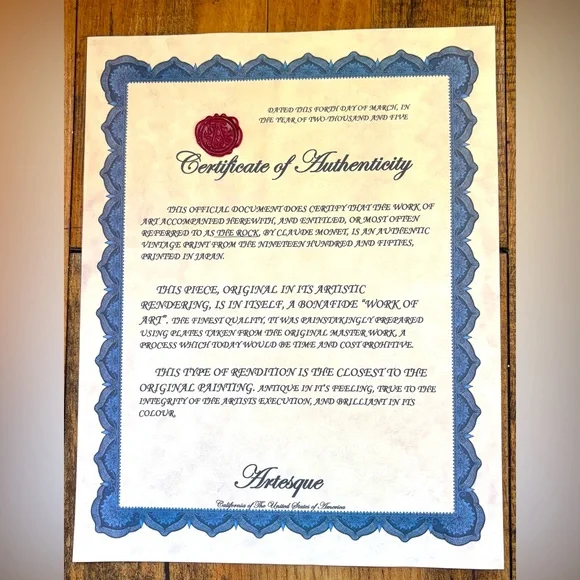 DATED THIS FORTH DAY OF MARCH, IN
THE YEAR OF TWO-THOUSAND AND FIVE
Certificate of Authenticity
THIS OFFICIAL DOCUMENT DOES CERTIFY THAT THE WORK OF
ART ACCOMPANIED HEREWITH, AND ENTITLED, OR MOST OFTEN
REFERRED TO AS THE ROCK, BY CLAUDE MONET, IS AN AUTHENTIC
VINTAGE PRINT FROM THE NINETEEN HUNDRED AND FIFTIES,
PRINTED IN JAPAN.
THIS PIECE, ORIGINAL IN ITS ARTISTIC
RENDERING, IS IN ITSELF, A BONAFIDE "WORK OF
ART". THE FINEST QUALITY, IT WAS PAINSTAKINGLY PREPARED
USING PLATES TAKEN FROM THE ORIGINAL MASTER WORK, A
PROCESS WHICH TODAY WOULD BE TIME AND COST PROHITIVE.
THIS TYPE OF RENDITION IS THE CLOSEST TO THE
ORIGINAL PAINTING. ANTIQUE IN IT'S FEELING, TRUE TO THE
INTEGRITY OF THE ARTISTS EXECUTION, AND BRILLIANT IN ITS
COLOUR.
Artesque
California of The United States of America